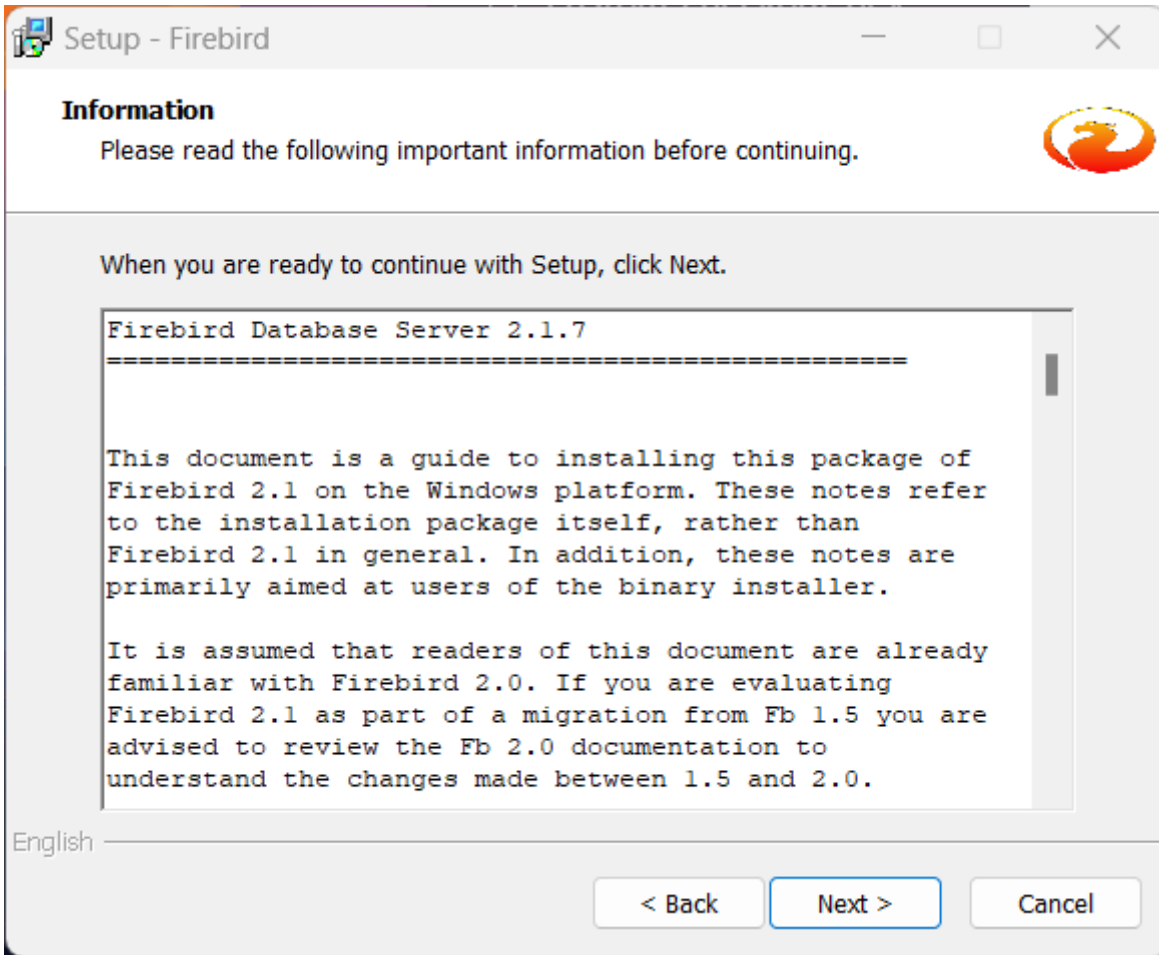 Setup - Firebird
Information
Please read the following important information before continuing.
When you are ready to continue with Setup, click Next.
Firebird Database Server 2.1.7
==================================================
This document is a guide to installing this package of
Firebird 2.1 on the Windows platform. These notes refer
to the installation package itself, rather than
Firebird 2.1 in general. In addition, these notes are
primarily aimed at users of the binary installer.
It is assumed that readers of this document are already
familiar with Firebird 2.0. If you are evaluating
Firebird 2.1 as part of a migration from Fb 1.5 you are
advised to review the Fb 2.0 documentation to
understand the changes made between 1.5 and 2.0.
English
< Back
Next >
Cancel